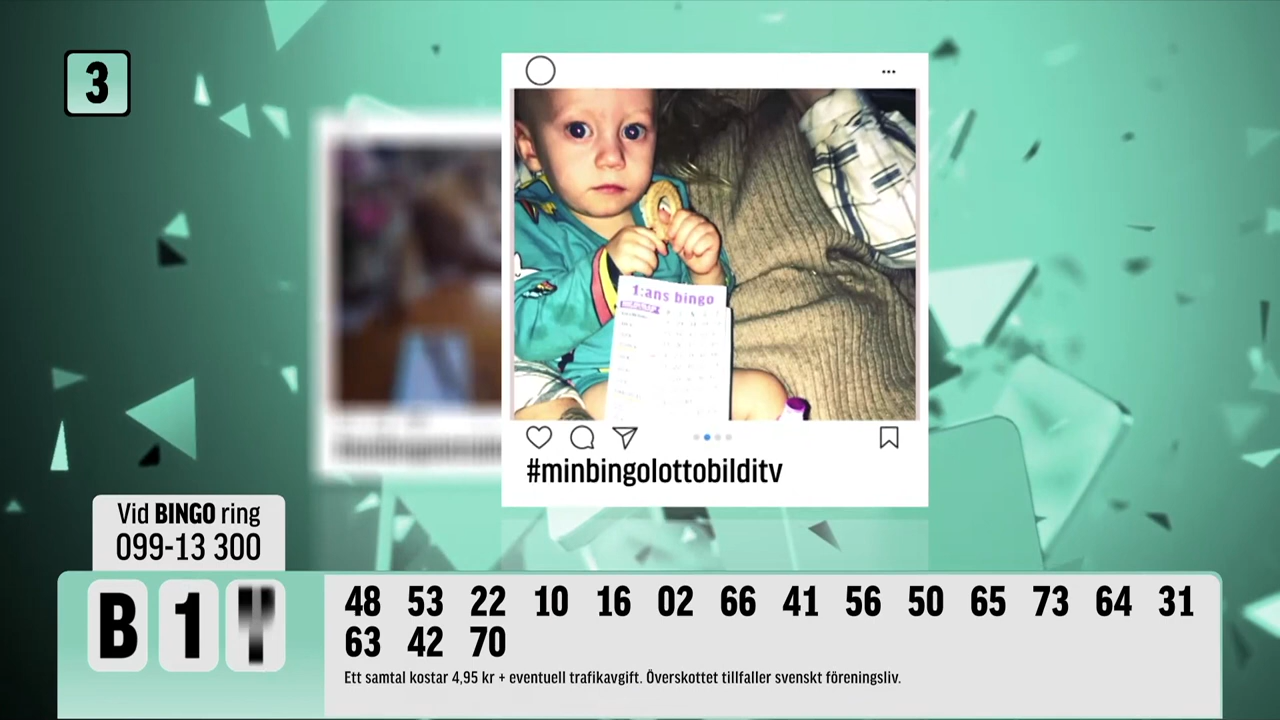 3
1:ans bingo
#minbingolottobilditv
Vid BINGO ring
099-13 300
B 1
48 53 22 10 16 02 66 41 56 50 65 73 64 31
63 42 70
Ett samtal kostar 4,95 kr + eventuell trafikavgift. Överskottet tillfaller svenskt föreningsliv.